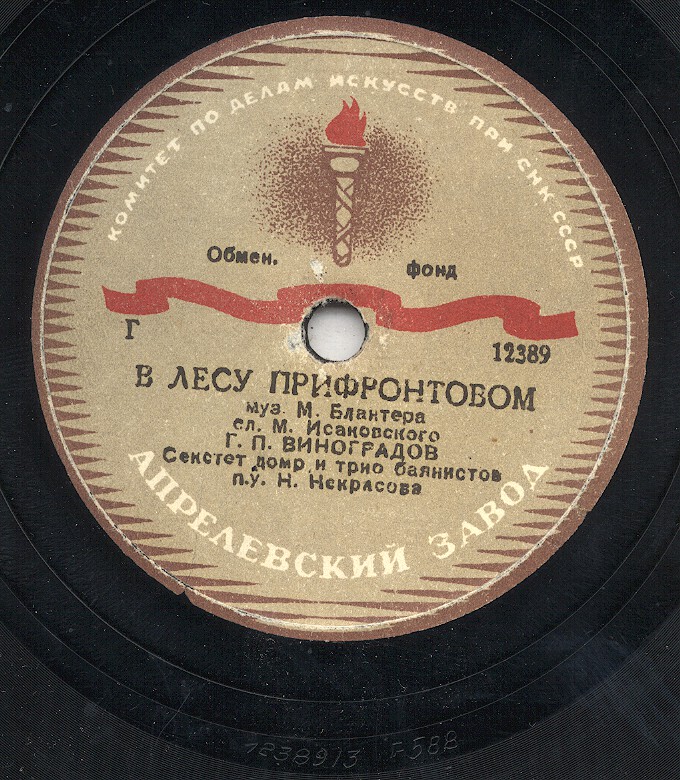 КОМИТЕТ ПО ДЕЛАМ ИСКУССТВ ПРИ СНК СССР
Обмен. фонд
Г 12389
В ЛЕСУ ПРИФРОНТОВОМ
муз. М. Блантера
сл. М. Исаковского
Г. П. ВИНОГРАДОВ
Секстет домр и трио баянистов
п.у. Н. Некрасова
АПРЕЛЕВСКИЙ ЗАВОД